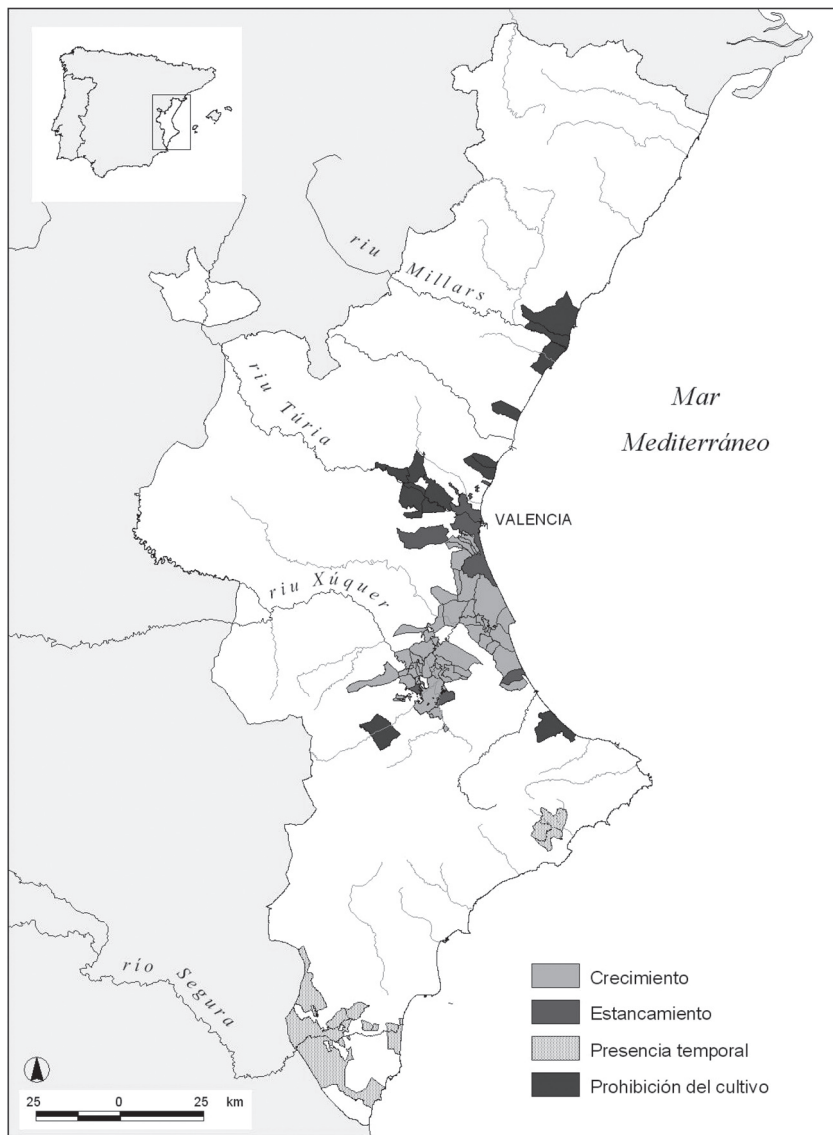 riu Millars
riu Túria
Mar
Mediterráneo
VALENCIA
riu Xúquer
río Segura
Crecimiento
Estancamiento
Presencia temporal
Prohibición del cultivo
25 0 25 km